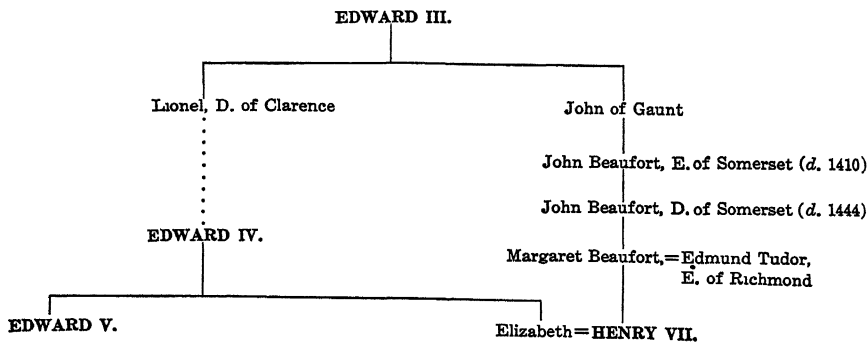 EDWARD III.
Lionel, D. of Clarence
John of Gaunt
John Beaufort, E. of Somerset (d. 1410)
John Beaufort, D. of Somerset (d. 1444)
EDWARD IV.
Margaret Beaufort,=Edmund Tudor,
E. of Richmond
EDWARD V.
Elizabeth=HENRY VII.